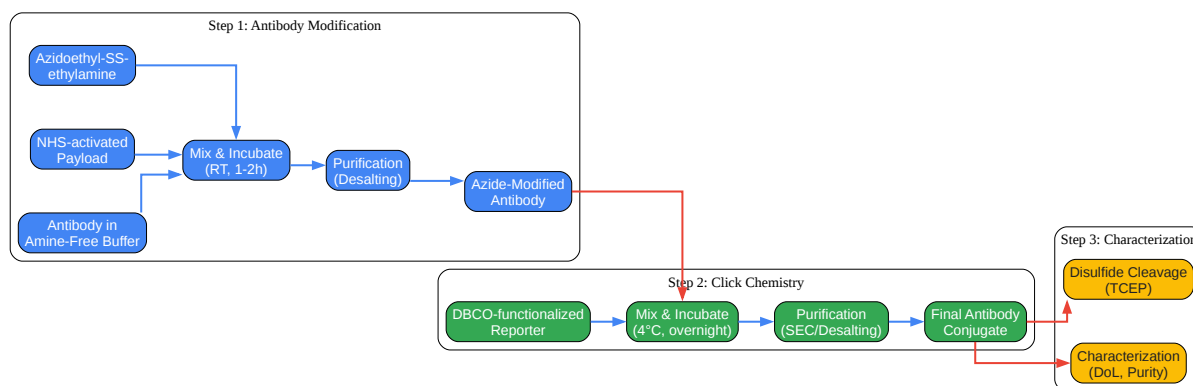 Step 1: Antibody Modification
Azidoethyl-SS-
ethylamine
NHS-activated
Payload
Antibody in
Amine-Free Buffer
Mix & Incubate
(RT, 1-2h)
Purification
(Desalting)
Azide-Modified
Antibody
Step 2: Click Chemistry
DBCO-functionalized
Reporter
Mix & Incubate
(4°C, overnight)
Purification
(SEC/Desalting)
Final Antibody
Conjugate
Step 3: Characterization
Disulfide Cleavage
(TCEP)
Characterization
(DoL, Purity)